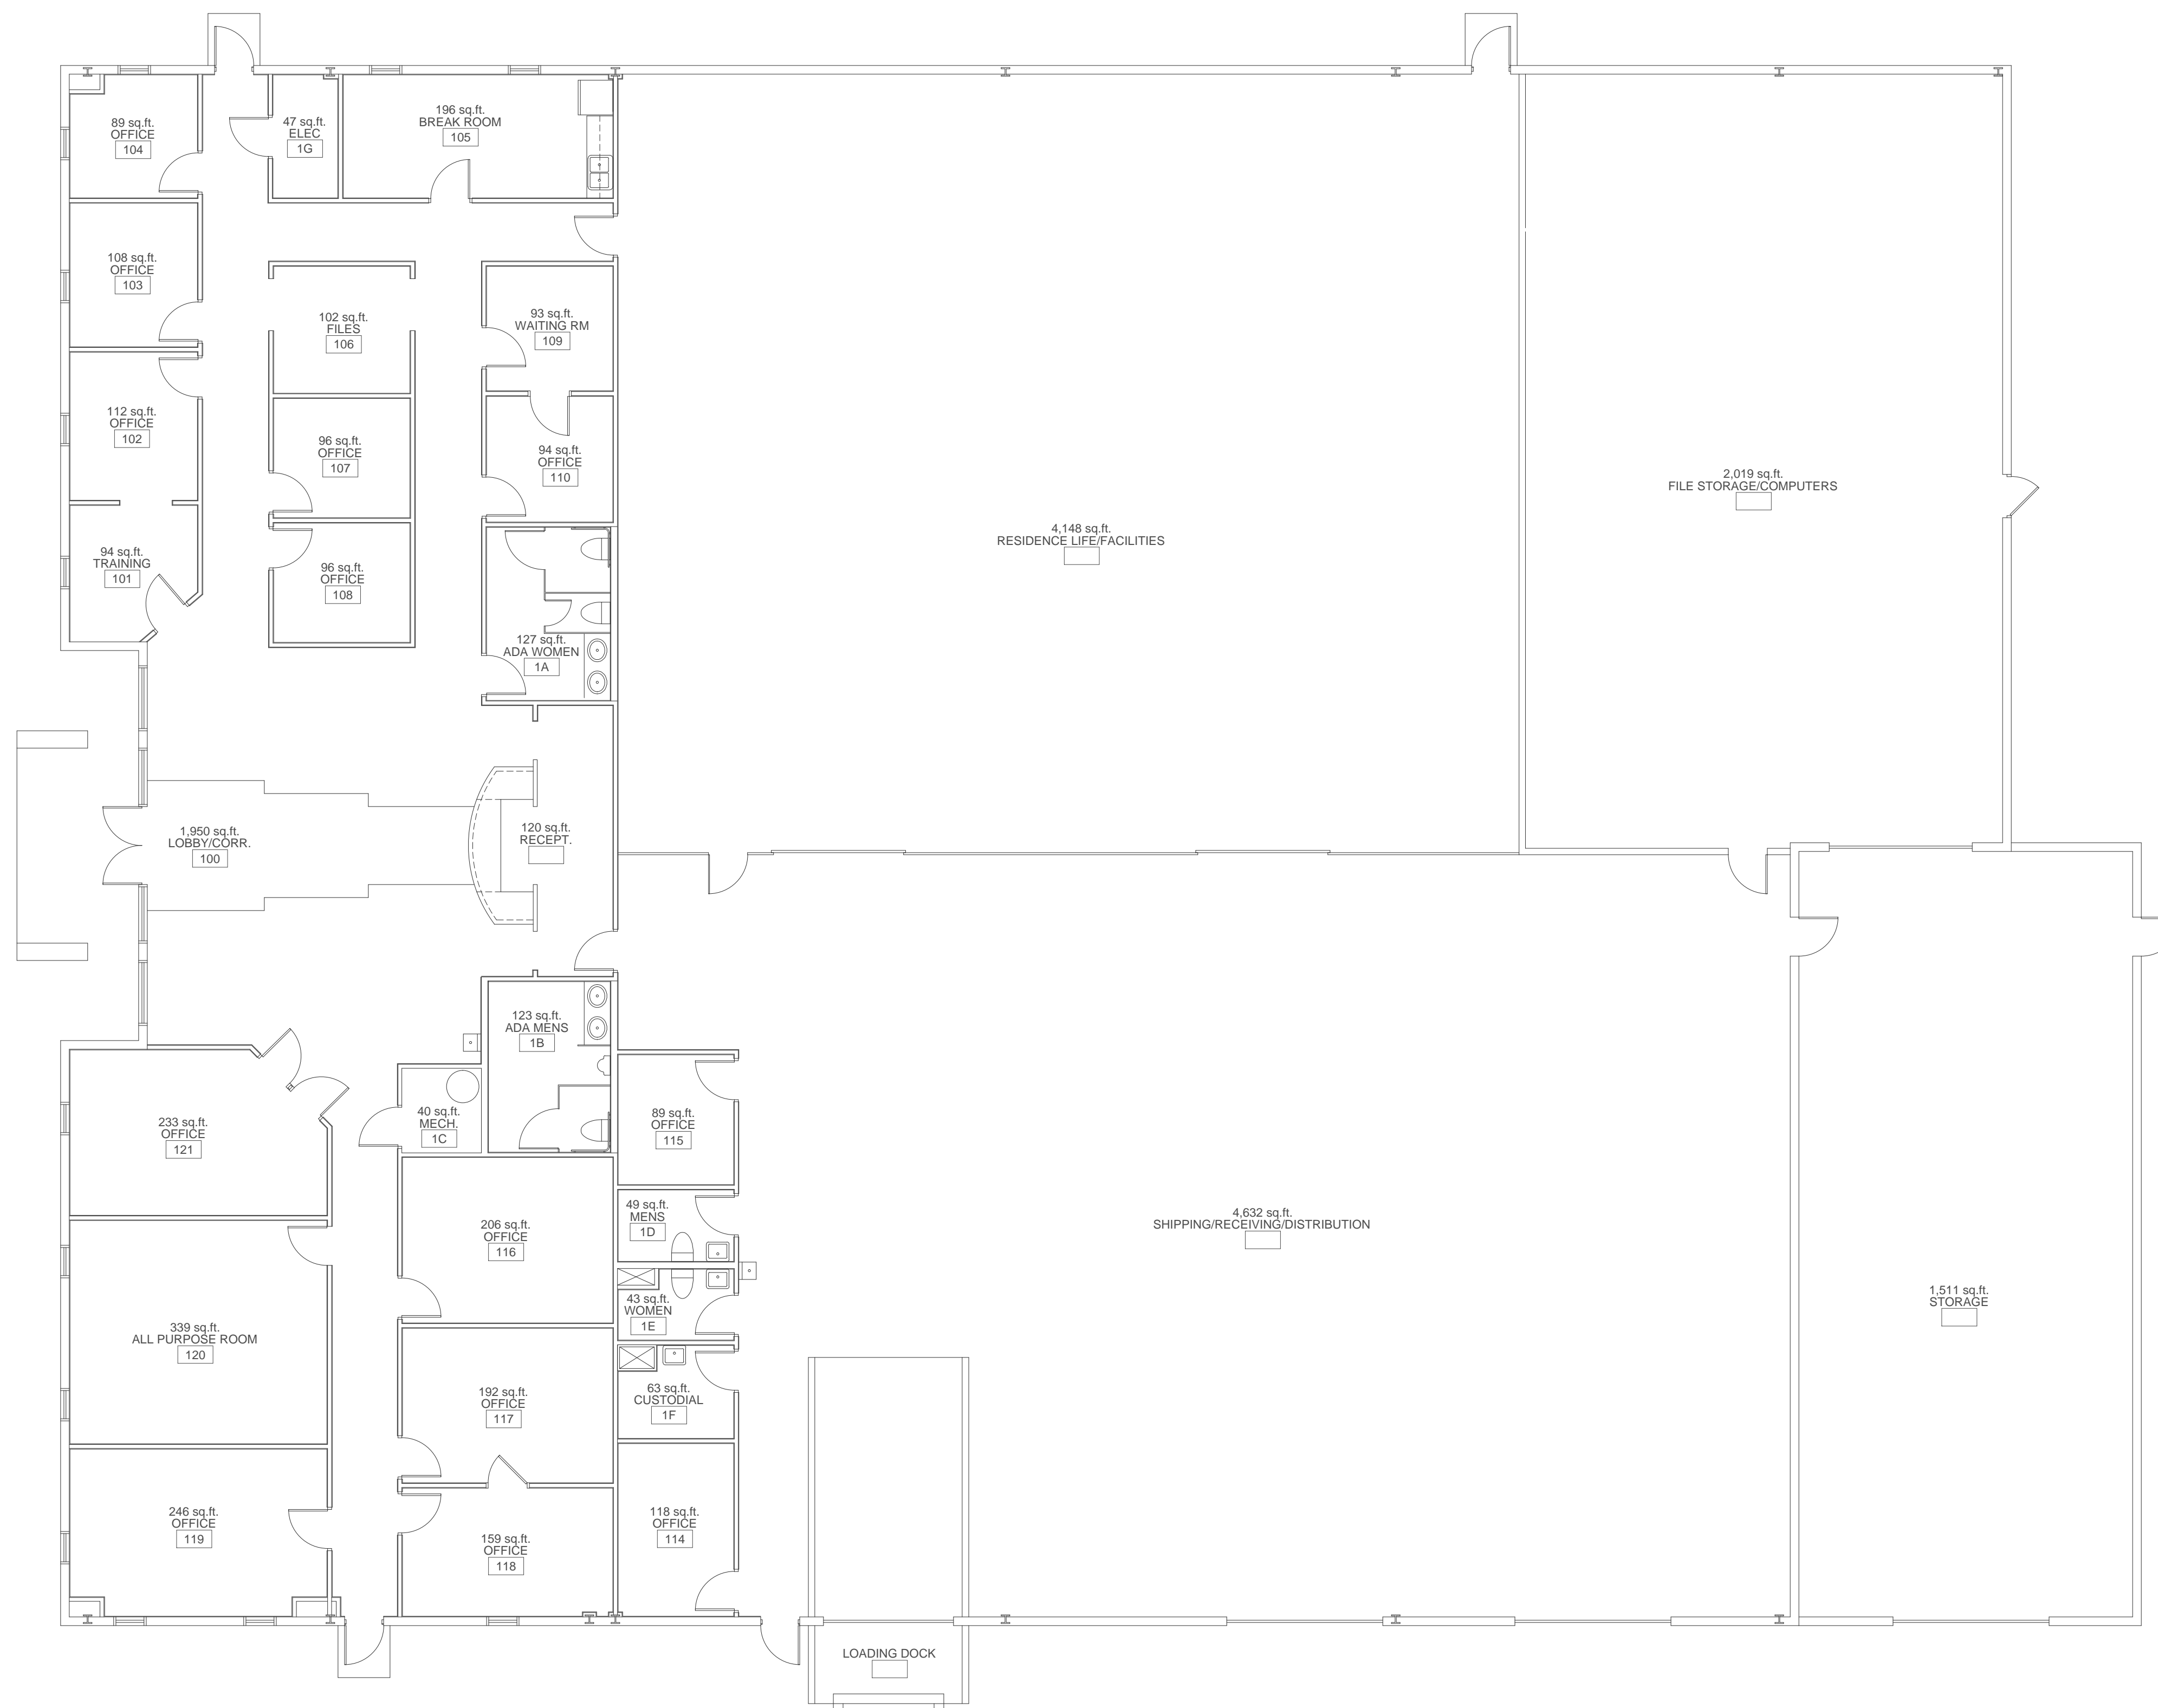 89 sq.ft.
OFFICE
104
47 sq.ft.
ELEC
1G
196 sq.ft.
BREAK ROOM
105
108 sq.ft.
OFFICE
103
102 sq.ft.
FILES
106
93 sq.ft.
WAITING RM
109
112 sq.ft.
OFFICE
102
96 sq.ft.
OFFICE
107
94 sq.ft.
OFFICE
110
2,019 sq.ft.
FILE STORAGE/COMPUTERS
4,148 sq.ft.
RESIDENCE LIFE/FACILITIES
94 sq.ft.
TRAINING
101
96 sq.ft.
OFFICE
108
127 sq.ft.
ADA WOMEN
1A
1,950 sq.ft.
LOBBY/CORR.
100
120 sq.ft.
RECEPT.
123 sq.ft.
ADA MENS
1B
233 sq.ft.
OFFICE
121
40 sq.ft.
MECH.
1C
89 sq.ft.
OFFICE
115
206 sq.ft.
OFFICE
116
49 sq.ft.
MENS
1D
4,632 sq.ft.
SHIPPING/RECEIVING/DISTRIBUTION
43 sq.ft.
WOMEN
1E
1,511 sq.ft.
STORAGE
339 sq.ft.
ALL PURPOSE ROOM
120
192 sq.ft.
OFFICE
117
63 sq.ft.
CUSTODIAL
1F
246 sq.ft.
OFFICE
119
159 sq.ft.
OFFICE
118
118 sq.ft.
OFFICE
114
LOADING DOCK